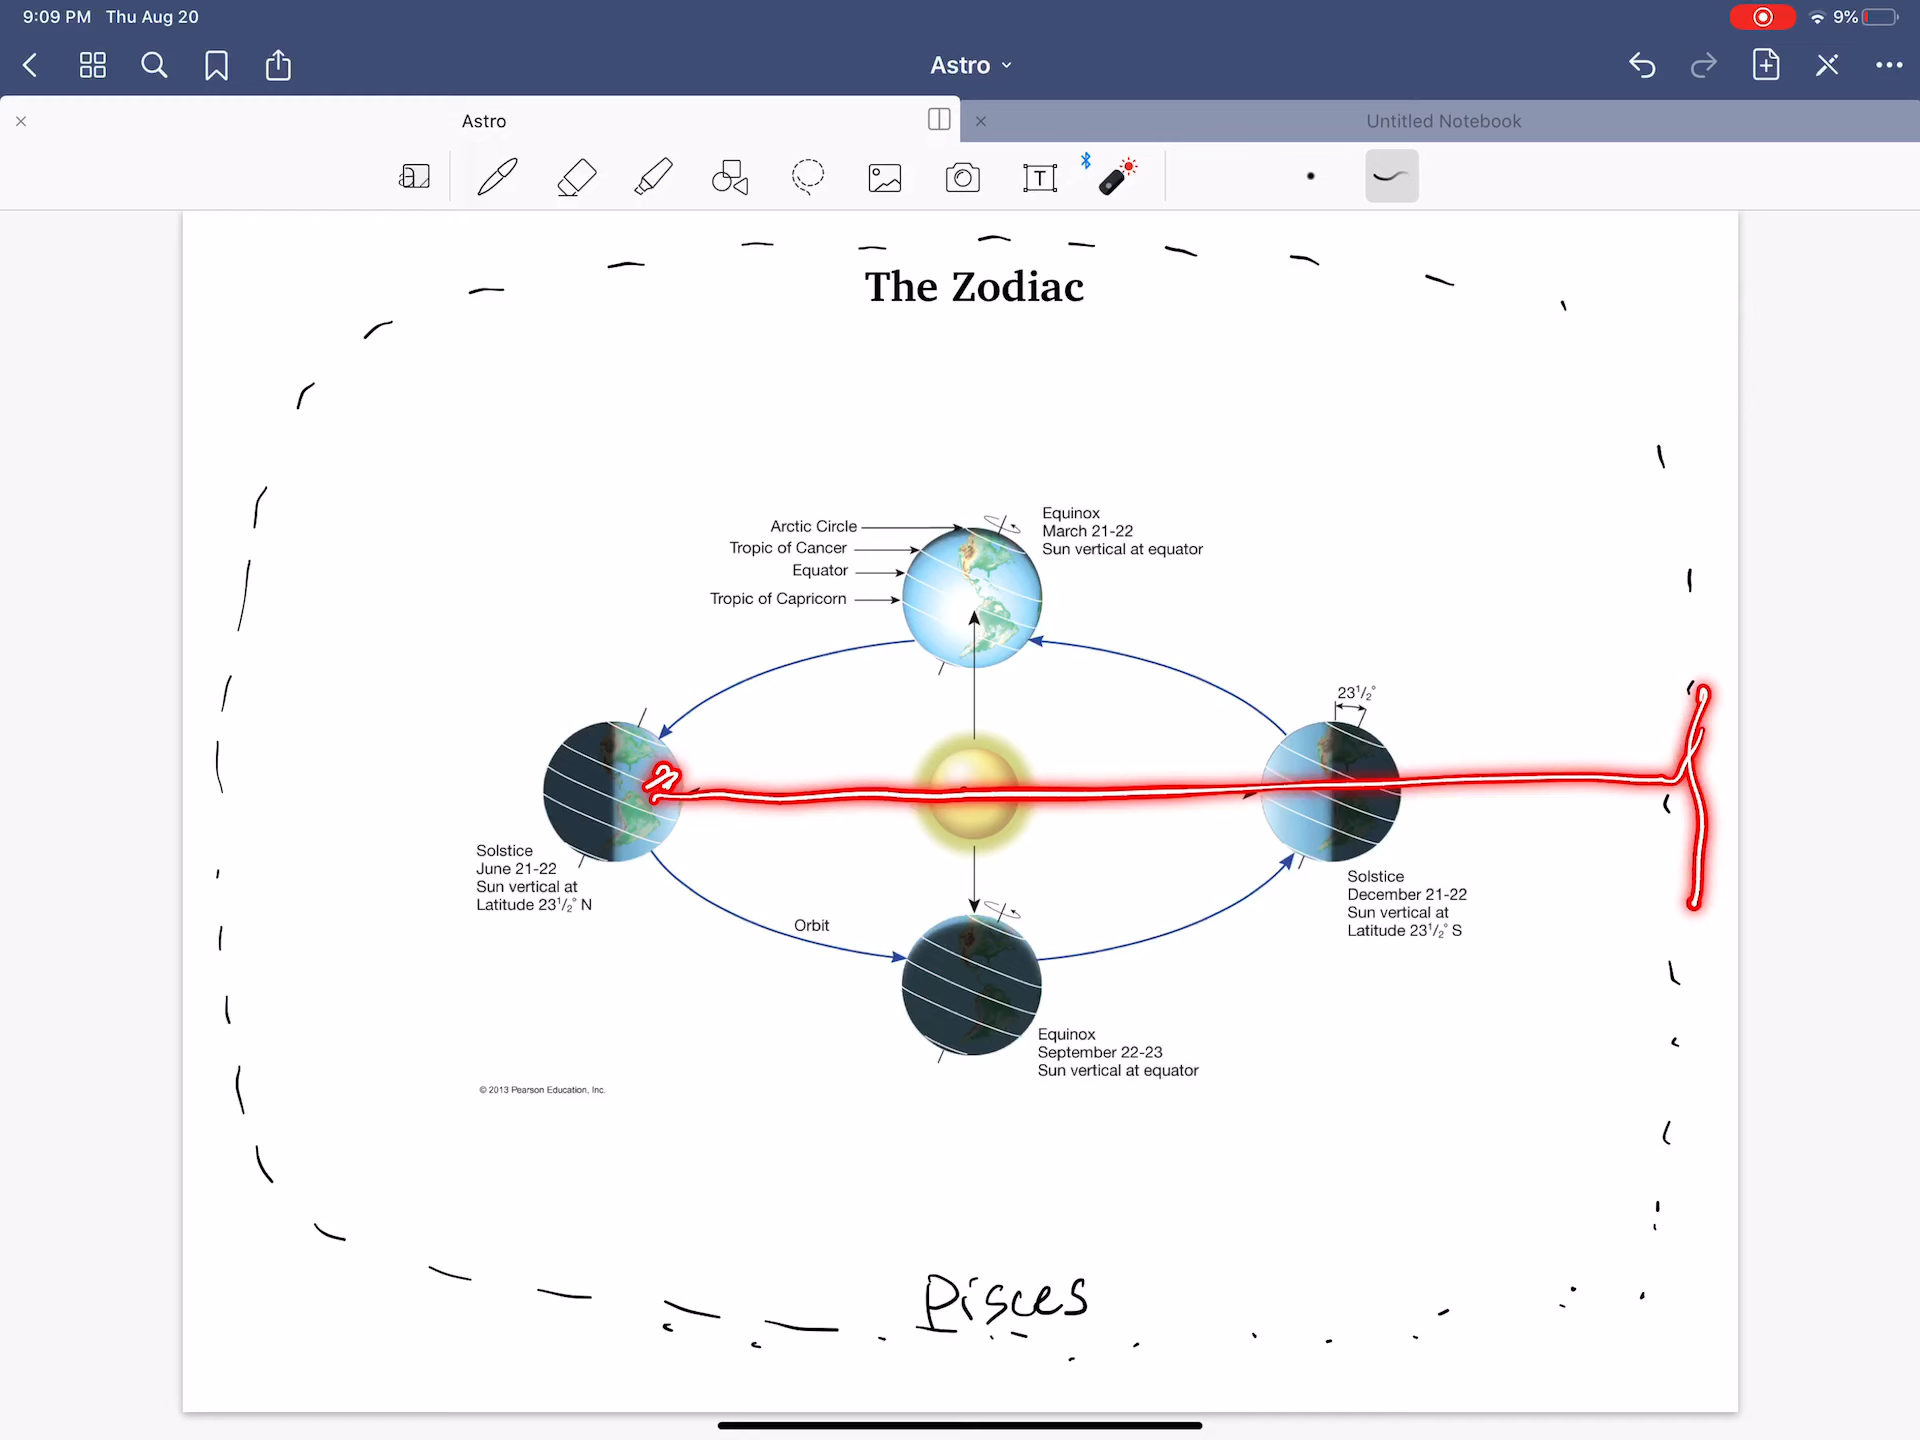 9:09 PM Thu Aug 20
9%
Astro
Astro
Untitled Notebook
The Zodiac
Arctic Circle
Tropic of Cancer
Equator
Tropic of Capricorn
Equinox
March 21-22
Sun vertical at equator
23½°
Solstice
June 21-22
Sun vertical at
Latitude 23½° N
Orbit
Solstice
December 21-22
Sun vertical at
Latitude 23½° S
Equinox
September 22-23
Sun vertical at equator
© 2013 Pearson Education, Inc.
Pisces